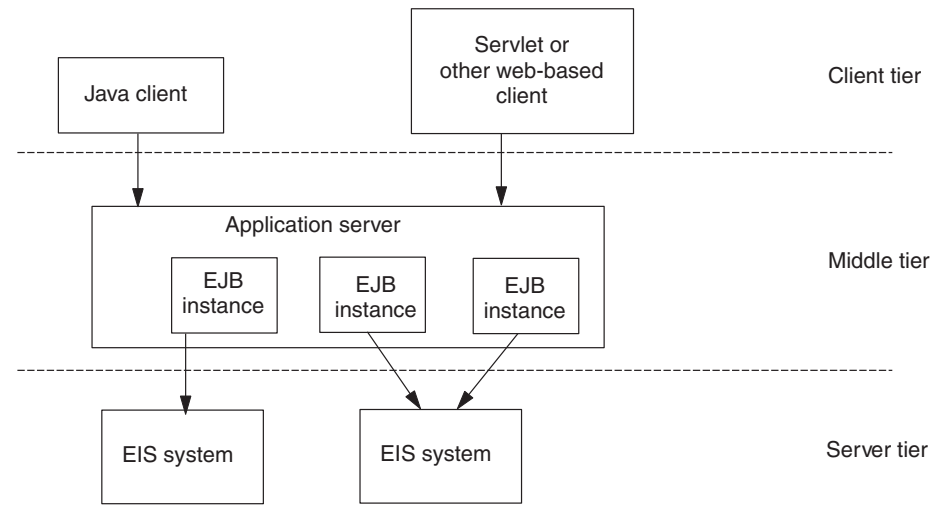 Servlet or
other web-based
client
Java client
Client tier
Application server
EJB
instance
EJB
instance
EJB
instance
Middle tier
EIS system
EIS system
Server tier